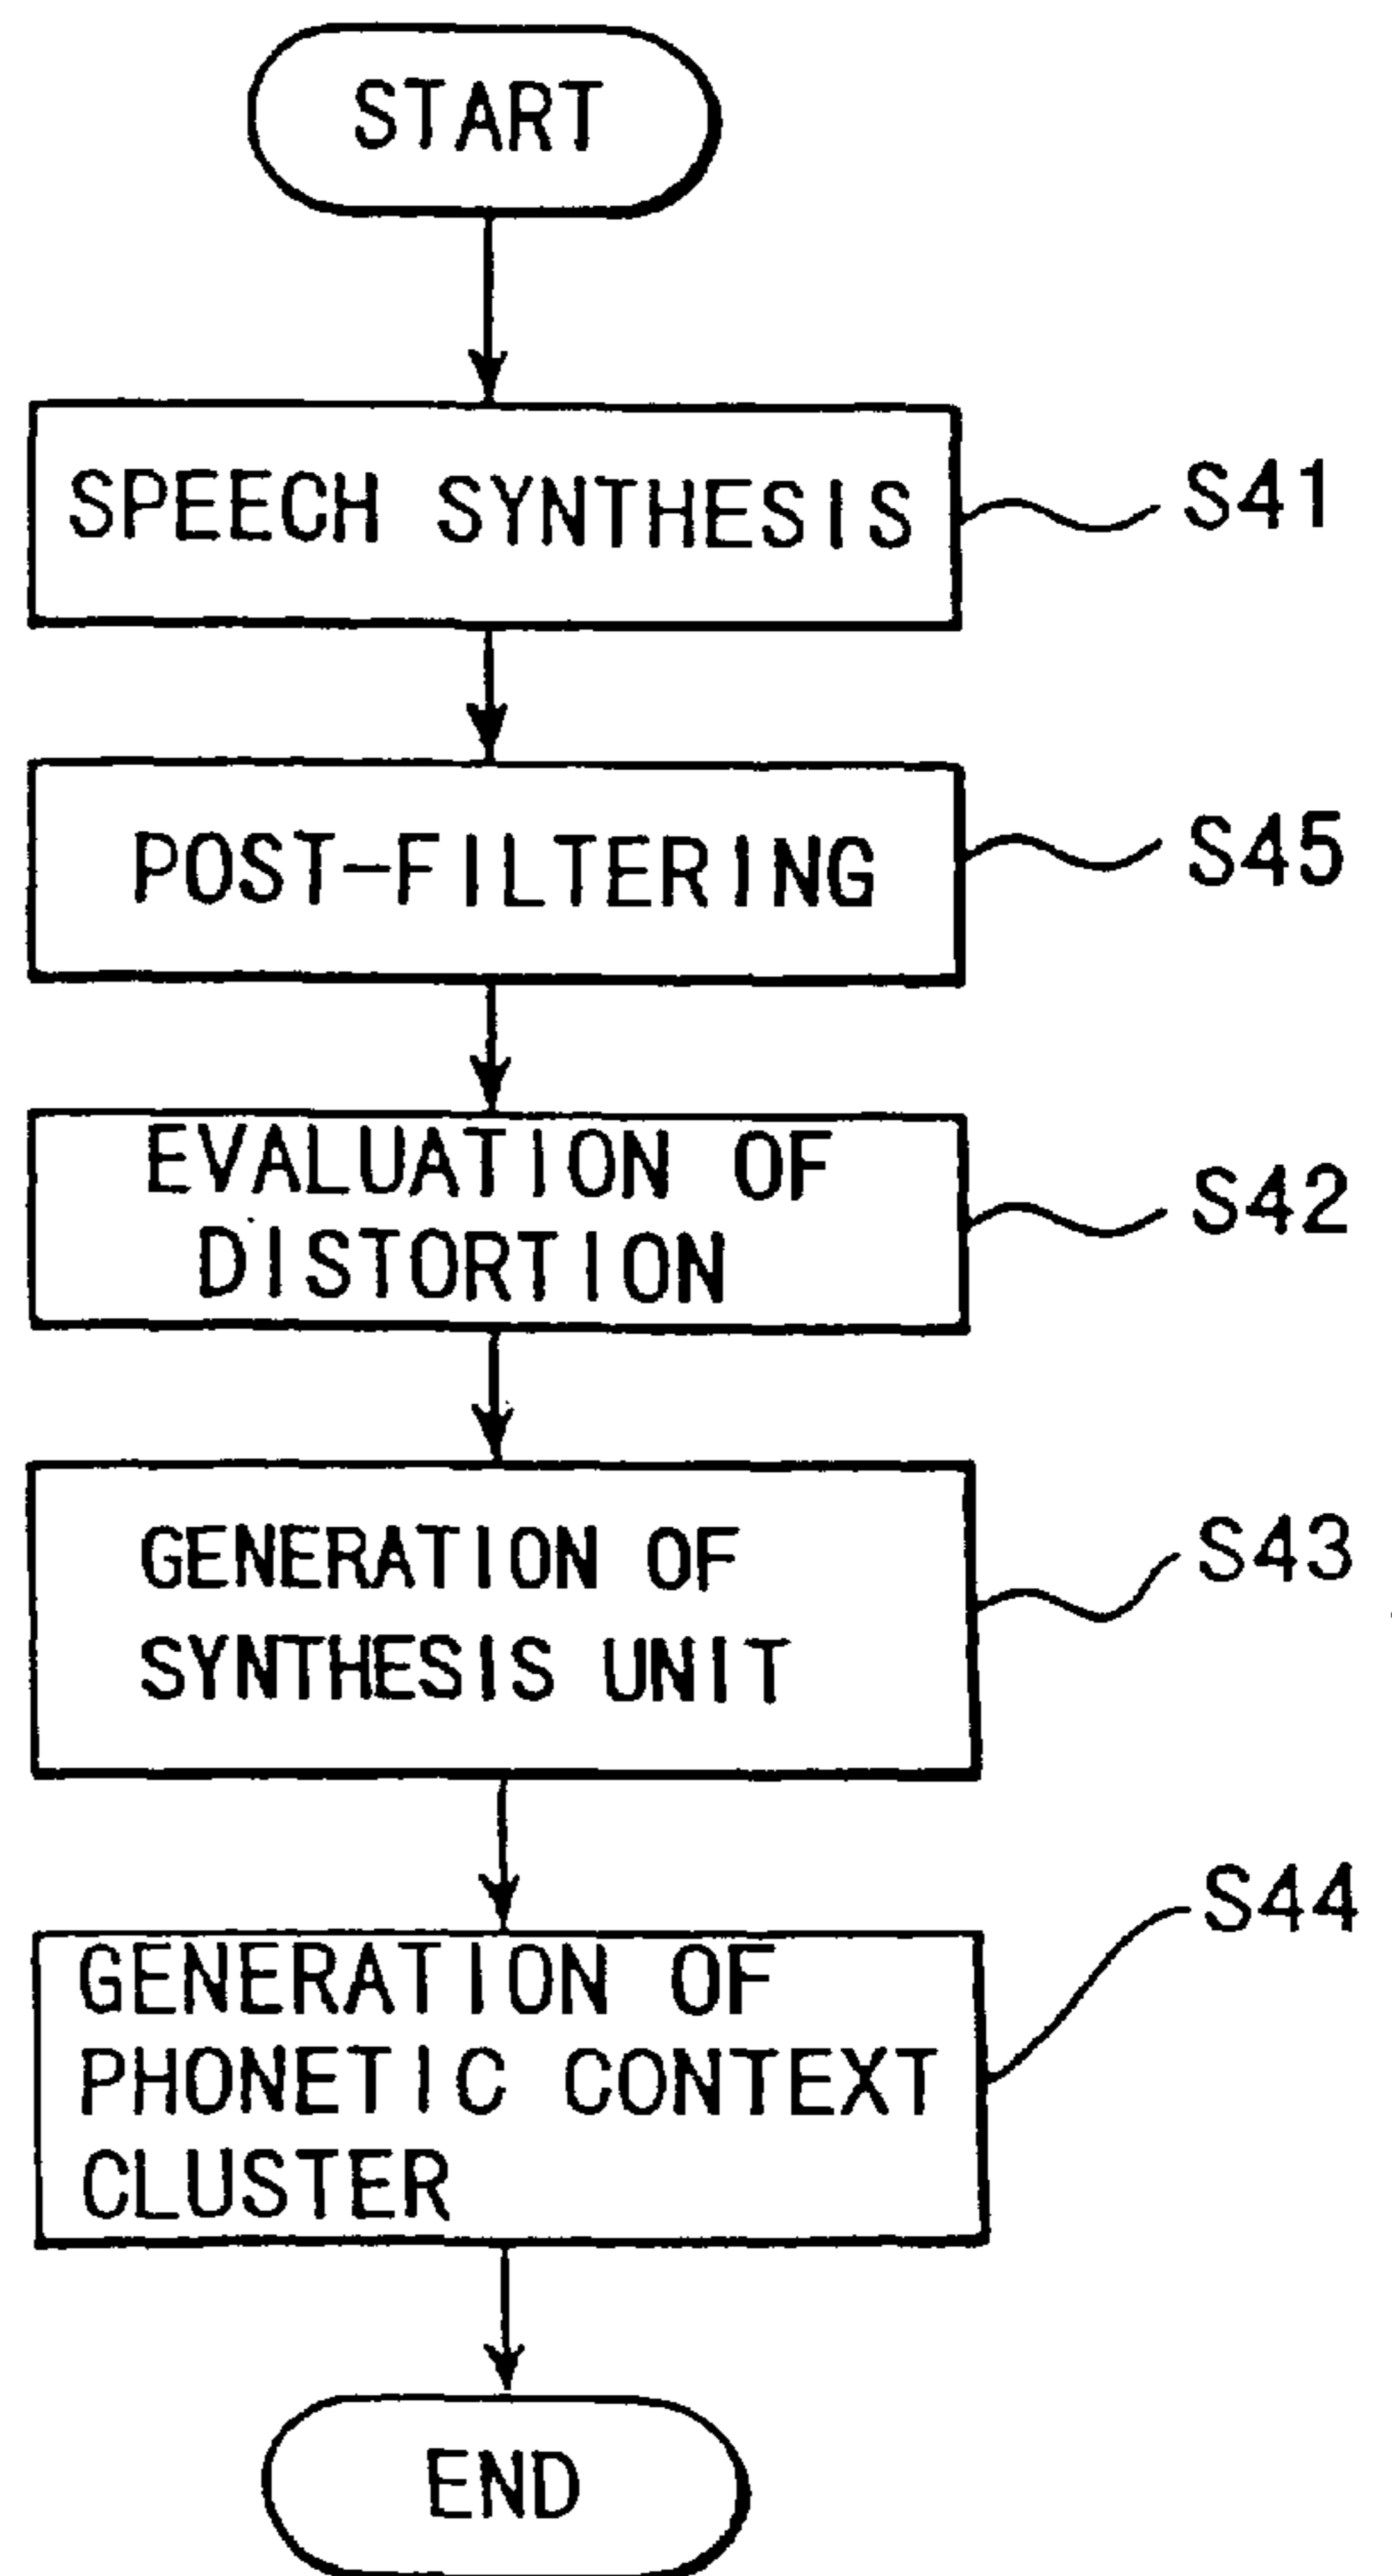 START
SPEECH SYNTHESIS
S41
POST-FILTERING
S45
EVALUATION OF
DISTORTION
S42
GENERATION OF
SYNTHESIS UNIT
S43
GENERATION OF
PHONETIC CONTEXT
CLUSTER
S44
END